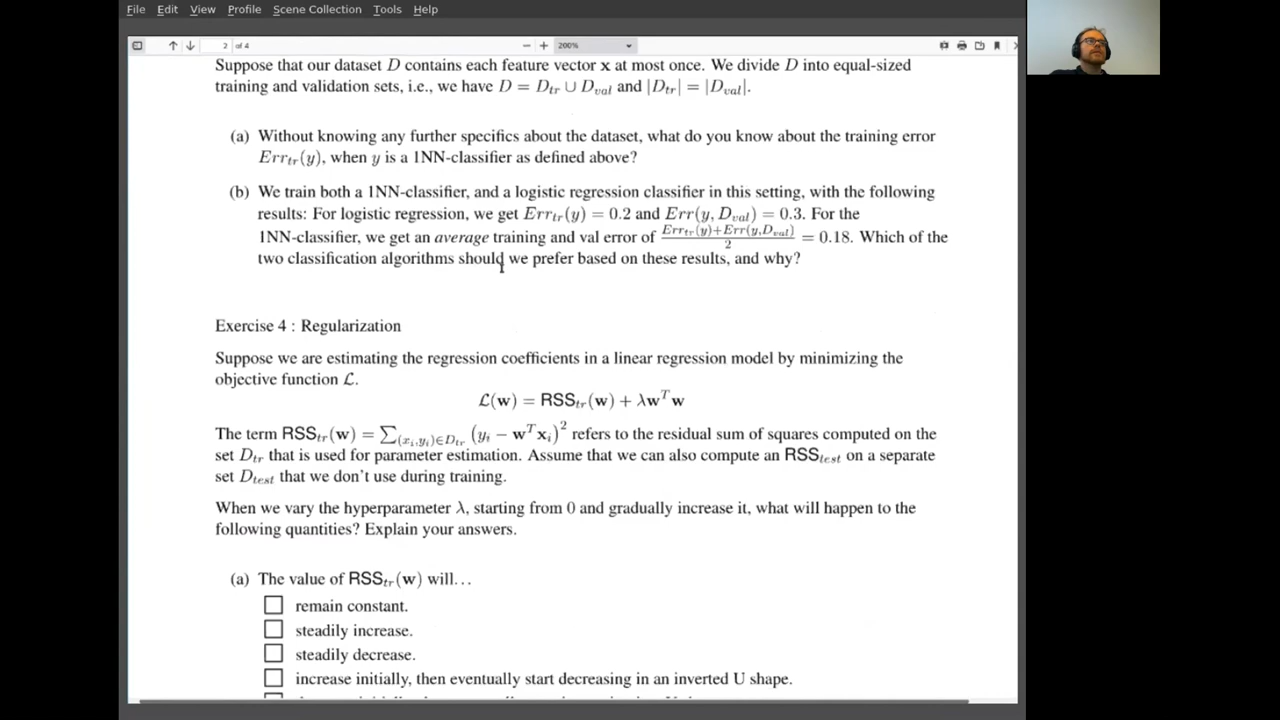 File Edit View Profile Scene Collection Tools Help
2 of 4 200%
Suppose that our dataset D contains each feature vector x at most once. We divide D into equal-sized
training and validation sets, i.e., we have D = D_tr ∪ D_val and |D_tr| = |D_val|.
(a) Without knowing any further specifics about the dataset, what do you know about the training error
Err_tr(y), when y is a 1NN-classifier as defined above?
(b) We train both a 1NN-classifier, and a logistic regression classifier in this setting, with the following
results: For logistic regression, we get Err_tr(y) = 0.2 and Err(y, D_val) = 0.3. For the
1NN-classifier, we get an average training and val error of (Err_tr(y)+Err(y,D_val))/2 = 0.18. Which of the
two classification algorithms should we prefer based on these results, and why?
Exercise 4 : Regularization
Suppose we are estimating the regression coefficients in a linear regression model by minimizing the
objective function ℒ.
ℒ(w) = RSS_tr(w) + λw^T w
The term RSS_tr(w) = ∑_(x_i,y_i)∈D_tr (y_i − w^T x_i)^2 refers to the residual sum of squares computed on the
set D_tr that is used for parameter estimation. Assume that we can also compute an RSS_test on a separate
set D_test that we don't use during training.
When we vary the hyperparameter λ, starting from 0 and gradually increase it, what will happen to the
following quantities? Explain your answers.
(a) The value of RSS_tr(w) will…
remain constant.
steadily increase.
steadily decrease.
increase initially, then eventually start decreasing in an inverted U shape.